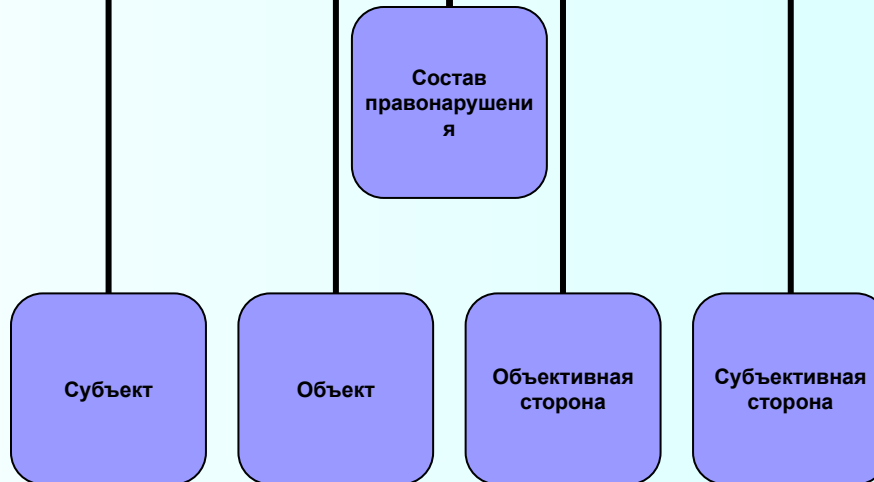 Состав
правонарушени
я
Субъект
Объект
Объективная
сторона
Субъективная
сторона